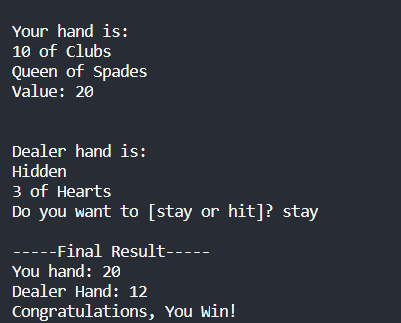 Your hand is:
10 of Clubs
Queen of Spades
Value: 20
Dealer hand is:
Hidden
3 of Hearts
Do you want to [stay or hit]? stay
-----Final Result-----
You hand: 20
Dealer Hand: 12
Congratulations, You Win!